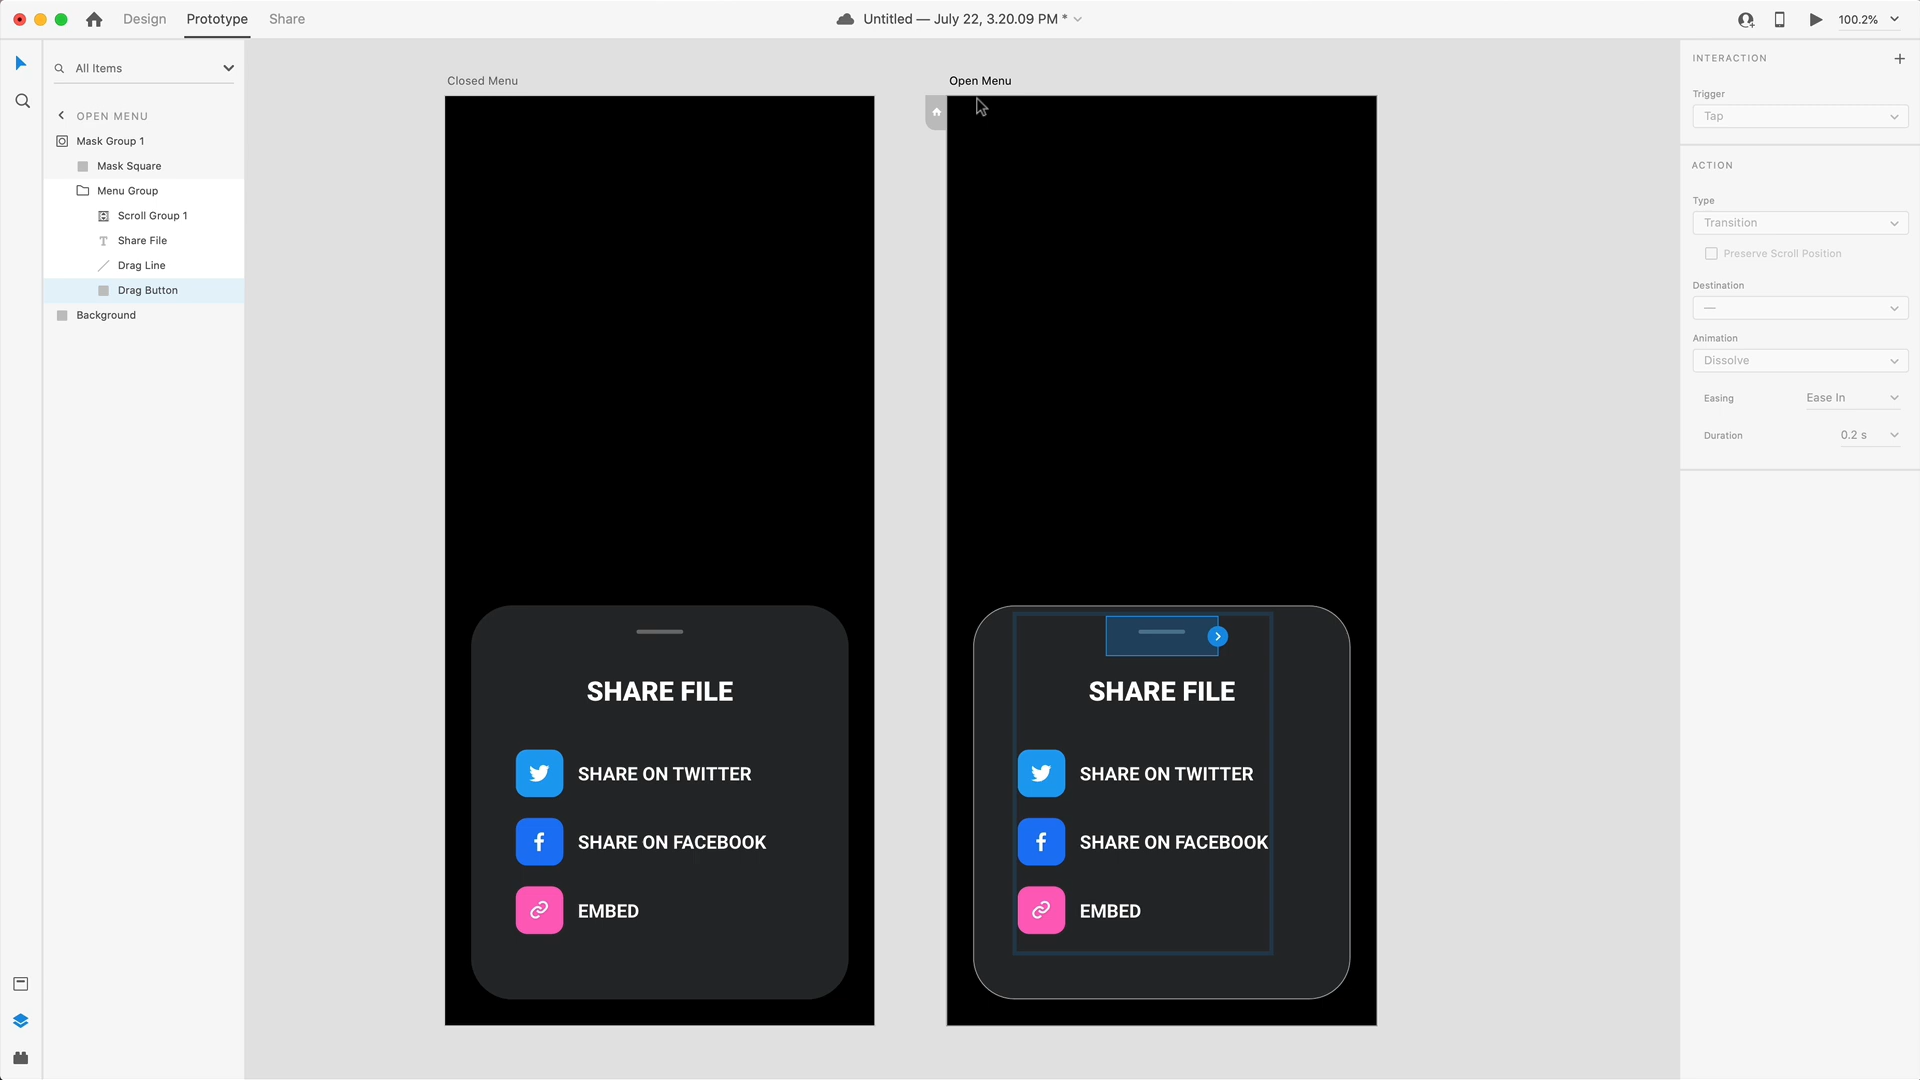 Design
Prototype
Share
Untitled — July 22, 3.20.09 PM *
100.2%
All Items
OPEN MENU
Mask Group 1
Mask Square
Menu Group
Scroll Group 1
Share File
Drag Line
Drag Button
Background
Closed Menu
SHARE FILE
SHARE ON TWITTER
SHARE ON FACEBOOK
EMBED
Open Menu
SHARE FILE
SHARE ON TWITTER
SHARE ON FACEBOOK
EMBED
INTERACTION
Trigger
Tap
ACTION
Type
Transition
Preserve Scroll Position
Destination
—
Animation
Dissolve
Easing
Ease In
Duration
0.2 s